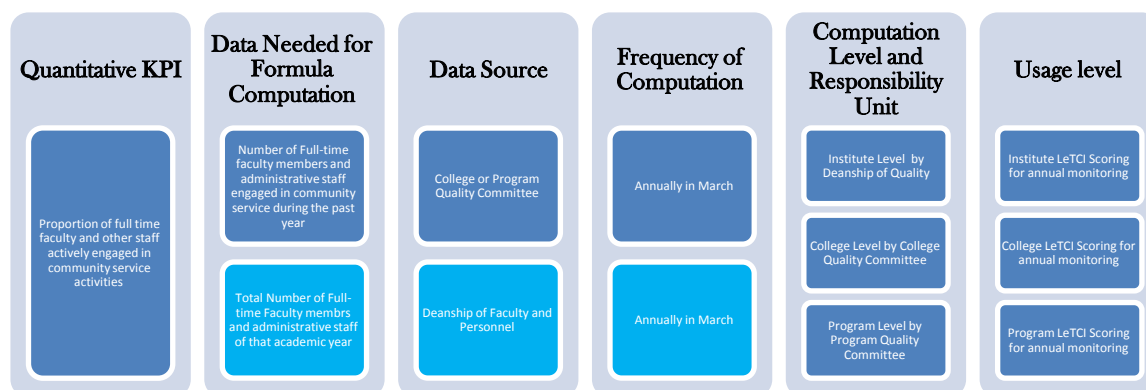 Quantitative KPI
Proportion of full time
faculty and other staff
actively engaged in
community service
activities
Data Needed for
Formula
Computation
Number of Full-time
faculty members and
administrative staff
engaged in community
service during the past
year
Total Number of Full-
time Faculty membrs
and administrative staff
of that academic year
Data Source
College or Program
Quality Committee
Deanship of Faculty and
Personnel
Frequency of
Computation
Annually in March
Annually in March
Computation
Level and
Responsibility
Unit
Institute Level by
Deanship of Quality
College Level by College
Quality Committee
Program Level by
Program Quality
Committee
Usage level
Institute LeTCI Scoring
for annual monitoring
College LeTCI Scoring for
annual monitoring
Program LeTCI Scoring
for annual monitoring